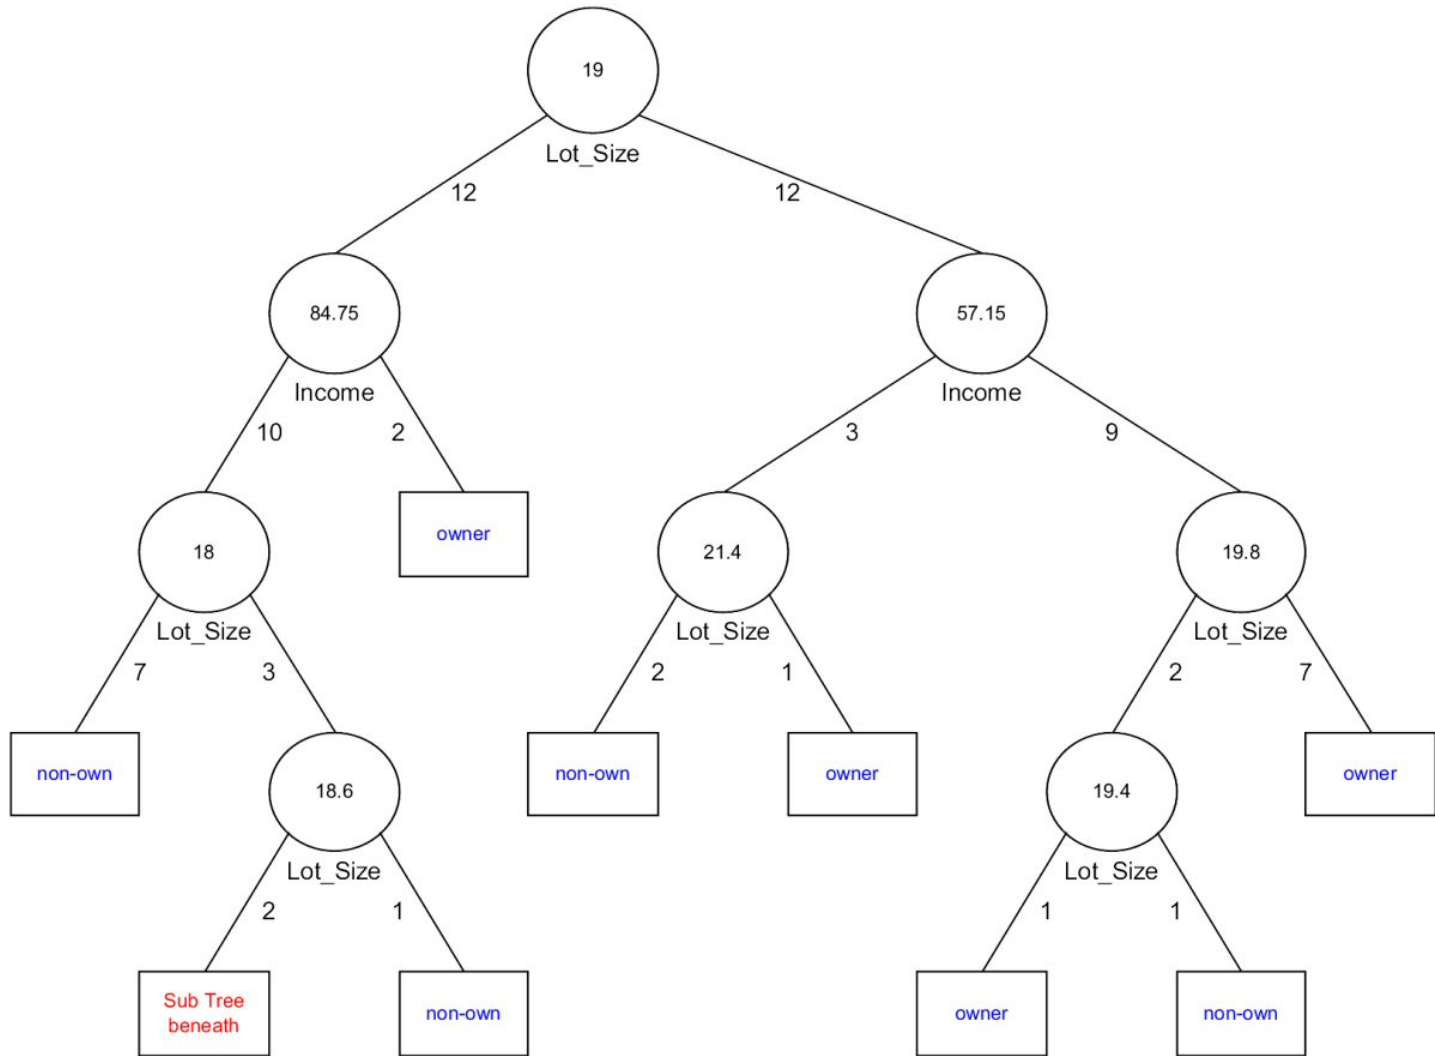 19
Lot_Size
12
12
84.75
57.15
Income
Income
10
2
3
9
18
owner
21.4
19.8
Lot_Size
Lot_Size
Lot_Size
7
3
2
1
2
7
non-own
18.6
non-own
owner
19.4
owner
Lot_Size
Lot_Size
2
1
1
1
Sub Tree
beneath
non-own
owner
non-own